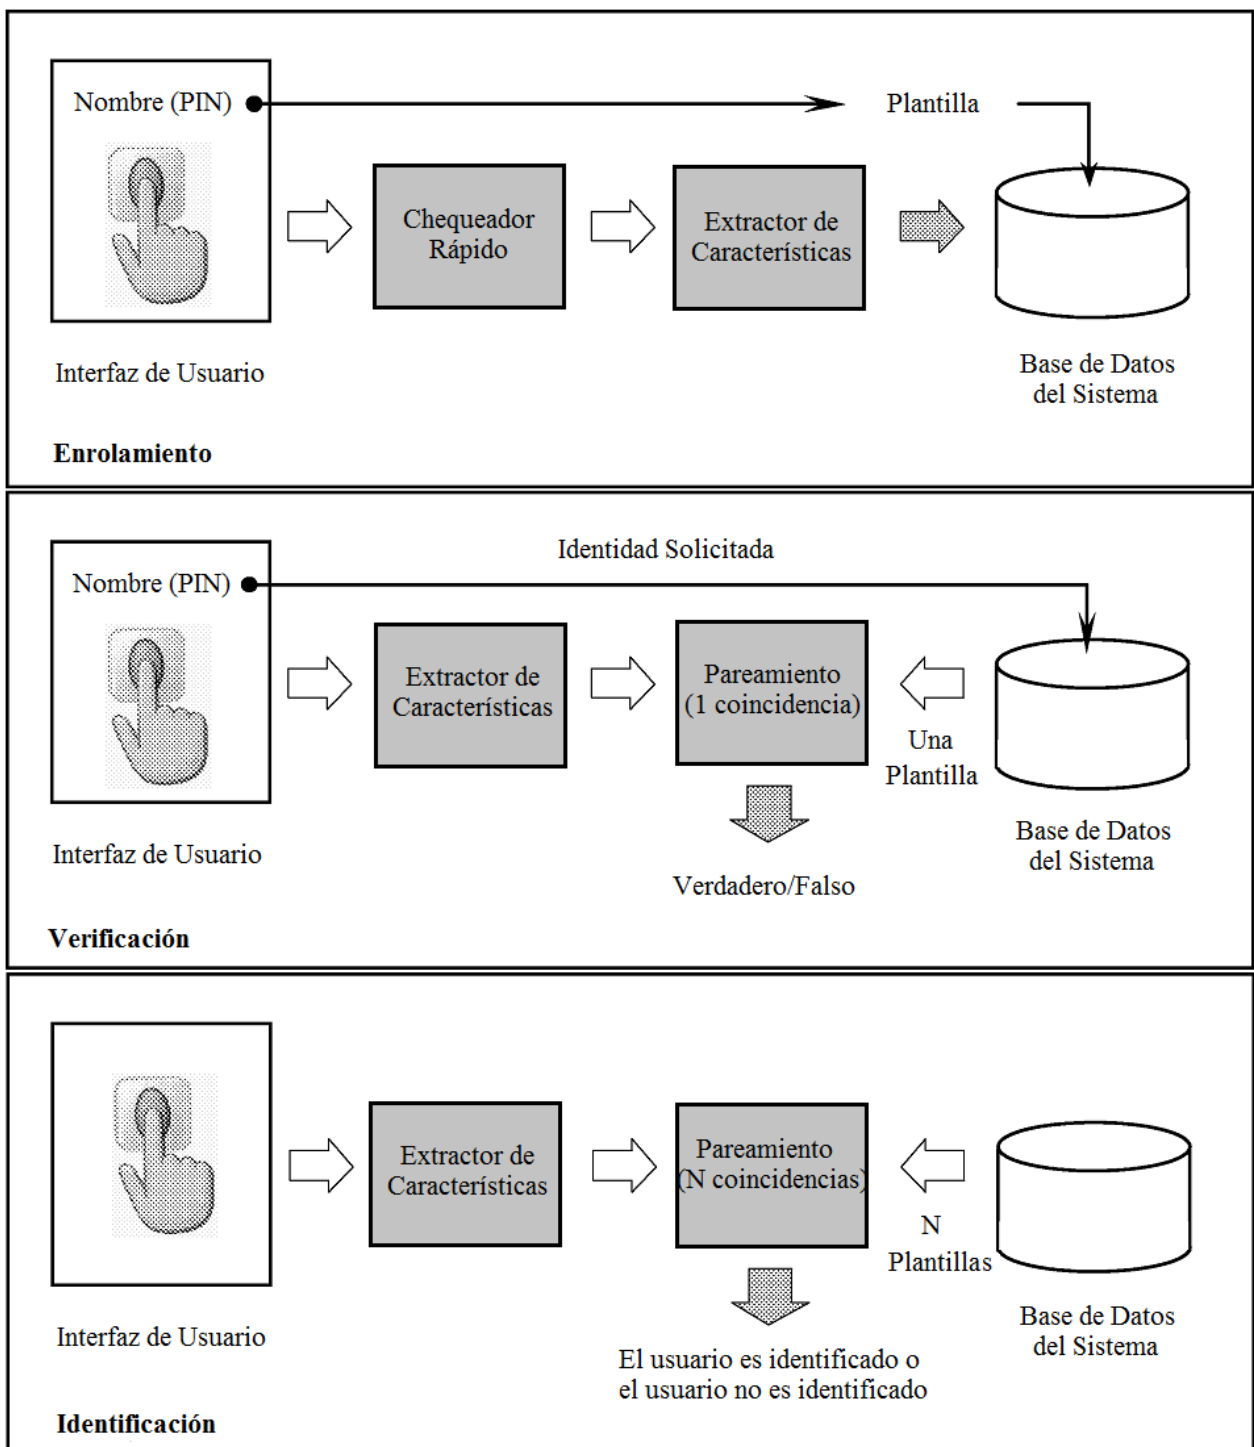 Nombre (PIN)
Plantilla
Chequeador
Rápido
Extractor de
Características
Interfaz de Usuario
Base de Datos
del Sistema
Enrolamiento
Identidad Solicitada
Nombre (PIN)
Extractor de
Características
Pareamiento
(1 coincidencia)
Una
Plantilla
Interfaz de Usuario
Base de Datos
del Sistema
Verdadero/Falso
Verificación
Extractor de
Características
Pareamiento
(N coincidencias)
N
Plantillas
Interfaz de Usuario
Base de Datos
del Sistema
El usuario es identificado o
el usuario no es identificado
Identificación